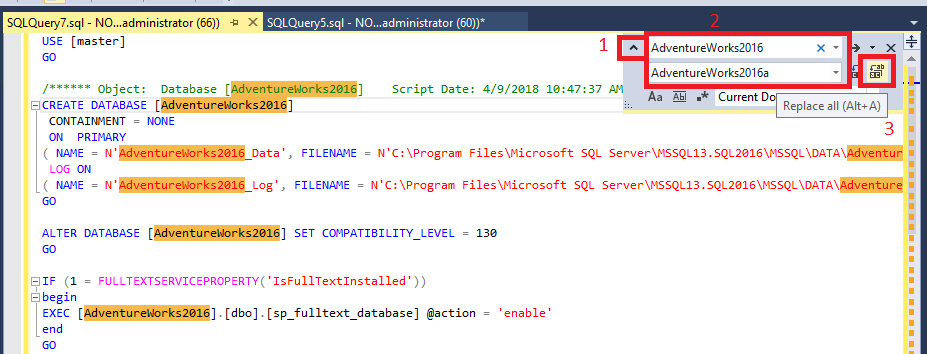 SQLQuery7.sql - NO...administrator (66))
SQLQuery5.sql - NO...administrator (60))*
USE [master]
GO
1
2
AdventureWorks2016
AdventureWorks2016a
Aa Ab
Replace all (Alt+A)
3
/****** Object:  Database [AdventureWorks2016]    Script Date: 4/9/2018 10:47:37 AM
CREATE DATABASE [AdventureWorks2016]
CONTAINMENT = NONE
ON  PRIMARY
( NAME = N'AdventureWorks2016_Data', FILENAME = N'C:\Program Files\Microsoft SQL Server\MSSQL13.SQL2016\MSSQL\DATA\Adventur
LOG ON
( NAME = N'AdventureWorks2016_Log', FILENAME = N'C:\Program Files\Microsoft SQL Server\MSSQL13.SQL2016\MSSQL\DATA\Adventure
GO
ALTER DATABASE [AdventureWorks2016] SET COMPATIBILITY_LEVEL = 130
GO
IF (1 = FULLTEXTSERVICEPROPERTY('IsFullTextInstalled'))
begin
EXEC [AdventureWorks2016].[dbo].[sp_fulltext_database] @action = 'enable'
end
GO